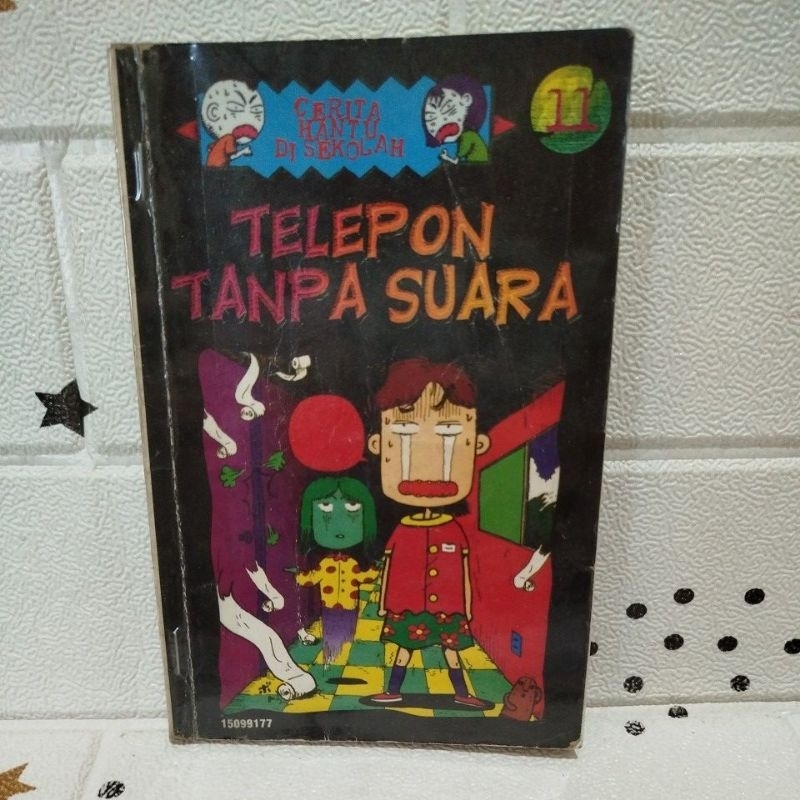 CERITA
HANTU
DI SEKOLAH
11
TELEPON
TANPA SUARA
15099177